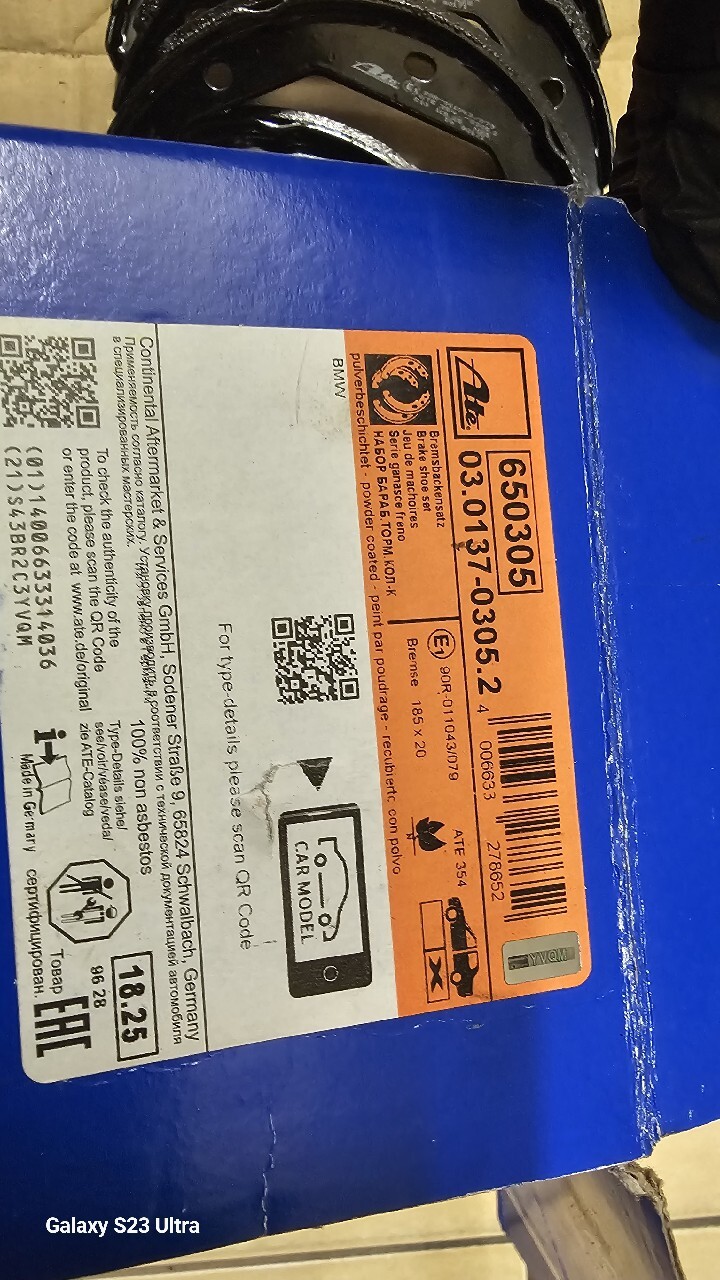 Ate
650305
03.0137-0305.2
4 006633 278652
YVQM
Bremsbackensatz
Brake shoe set
Jeu de machoires
Serie ganasce freno
НАБОР БАРАБ.ТОРМ.КОЛ-К
E1 90R-011043/079
ATE 354
Bremse 185 x 20
X
pulverbeschichtet - powder coated - peint par poudrage - recubierto con polvo
BMW
CAR MODEL
For type-details please scan QR Code
Continental Aftermarket & Services GmbH, Sodener Straße 9, 65824 Schwalbach, Germany
Применяемость согласно каталогу. Установку производить в соответствии с технической документацией автомобиля
в специализированных мастерских.
100% non asbestos
18.25
96 28
To check the authenticity of the
product, please scan the QR Code
or enter the code at www.ate.de/original
Type-Details siehe/
see/voir/véase/veda/
zie ATE-Catalog
(01)14006633314036
(21)S43BR2C3YVQM
i
Made in Germany
Товар
сертифицирован.
EAC
Ate
Galaxy S23 Ultra